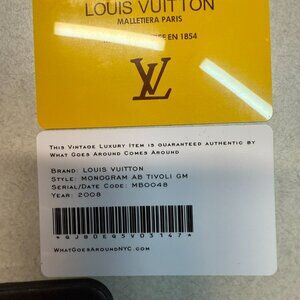 LOUIS VUITTON
MALLETIERA PARIS
EN 1854
LV
THIS VINTAGE LUXURY ITEM IS GUARANTEED AUTHENTIC BY
WHAT GOES AROUND COMES AROUND
BRAND: LOUIS VUITTON
STYLE: MONOGRAM AB TIVOLI GM
SERIAL/DATE CODE: MB0048
YEAR: 2008
WHATGOESAROUNDNYC.COM